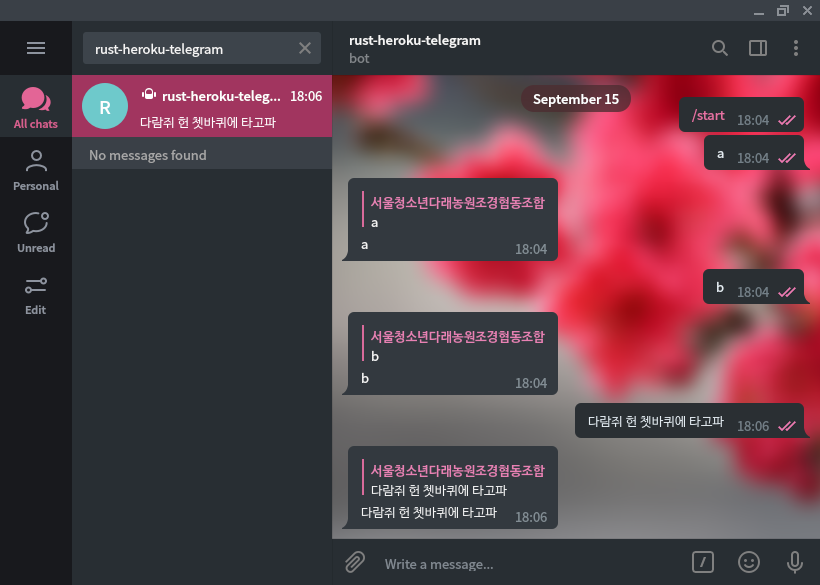 rust-heroku-telegram
All chats
Personal
Unread
Edit
R
rust-heroku-teleg... 18:06
다람쥐 헌 쳇바퀴에 타고파
No messages found
rust-heroku-telegram
bot
September 15
/start 18:04
a 18:04
서울청소년다래농원조경협동조합
a
a 18:04
b 18:04
서울청소년다래농원조경협동조합
b
b 18:04
다람쥐 헌 쳇바퀴에 타고파 18:06
서울청소년다래농원조경협동조합
다람쥐 헌 쳇바퀴에 타고파
다람쥐 헌 쳇바퀴에 타고파 18:06
Write a message...